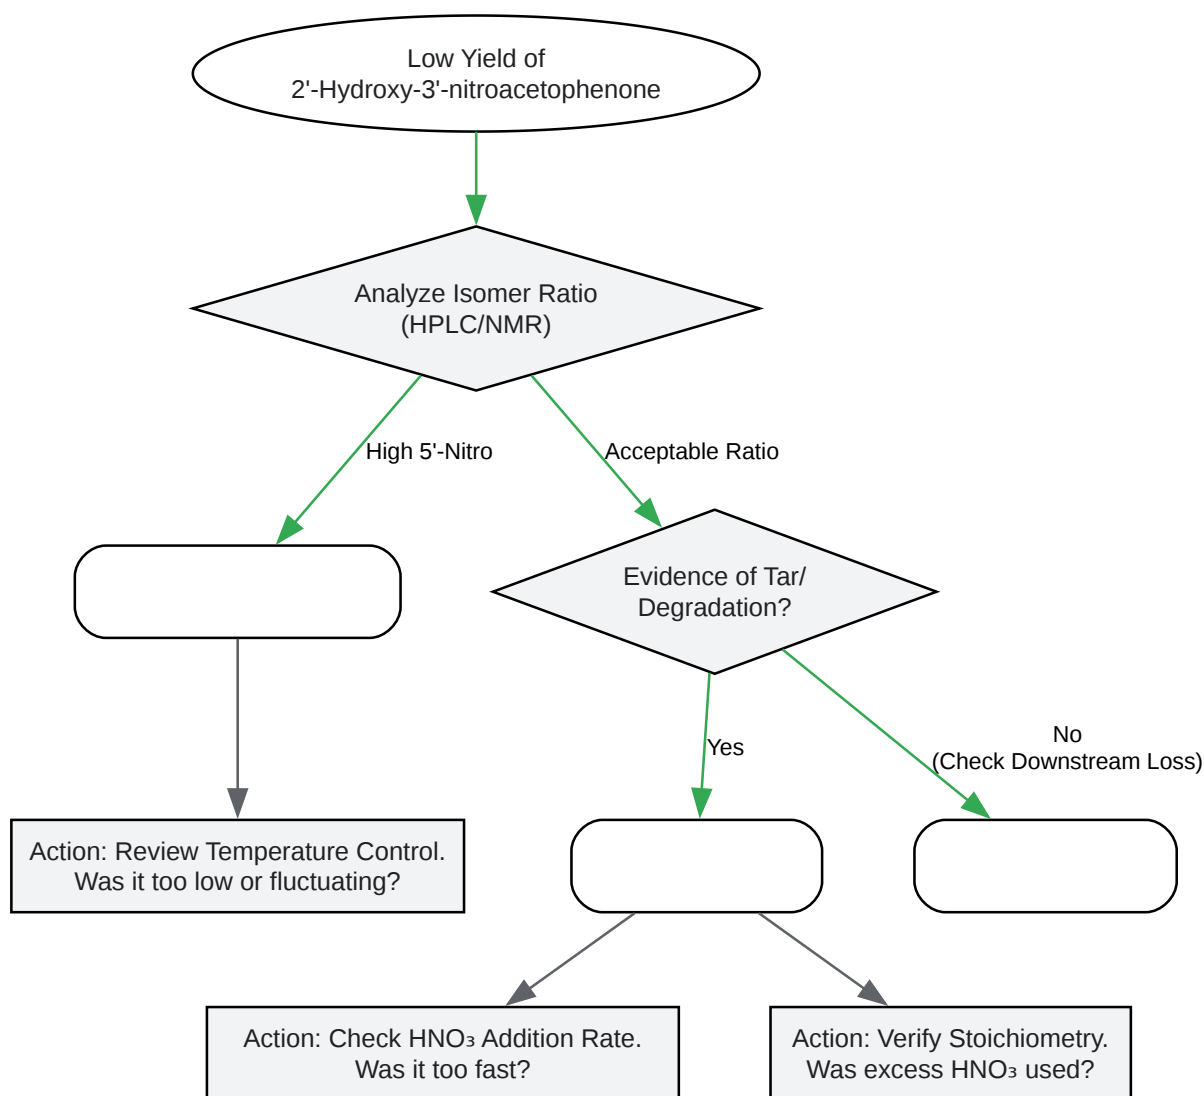 Low Yield of
2'-Hydroxy-3'-nitroacetophenone
Analyze Isomer Ratio
(HPLC/NMR)
High 5'-Nitro
Acceptable Ratio
Evidence of Tar/
Degradation?
Yes
No
(Check Downstream Loss)
Action: Review Temperature Control.
Was it too low or fluctuating?
Action: Check HNO₃ Addition Rate.
Was it too fast?
Action: Verify Stoichiometry.
Was excess HNO₃ used?